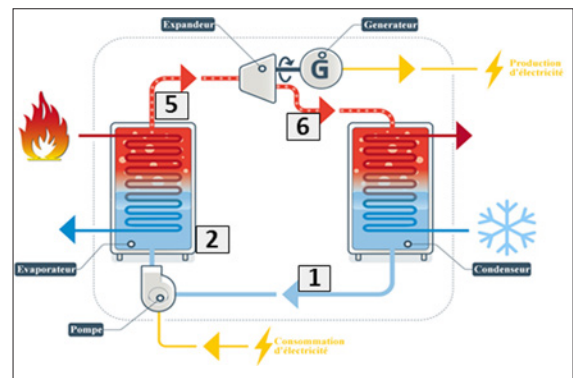 Expandeur
Generateur
G
Production
d'électricité
5
6
2
Evaporateur
1
Condenseur
Pompe
Consommation
d'électricité